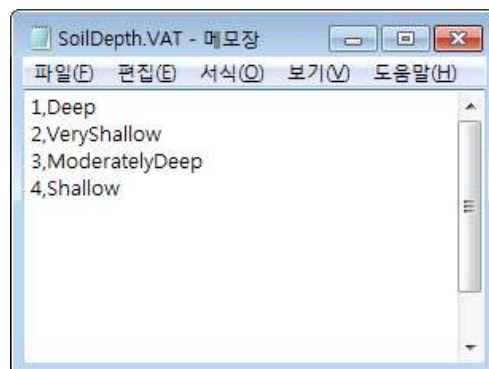 SoilDepth.VAT - 메모장
파일(F) 편집(E) 서식(O) 보기(V) 도움말(H)
1,Deep
2,VeryShallow
3,ModeratelyDeep
4,Shallow